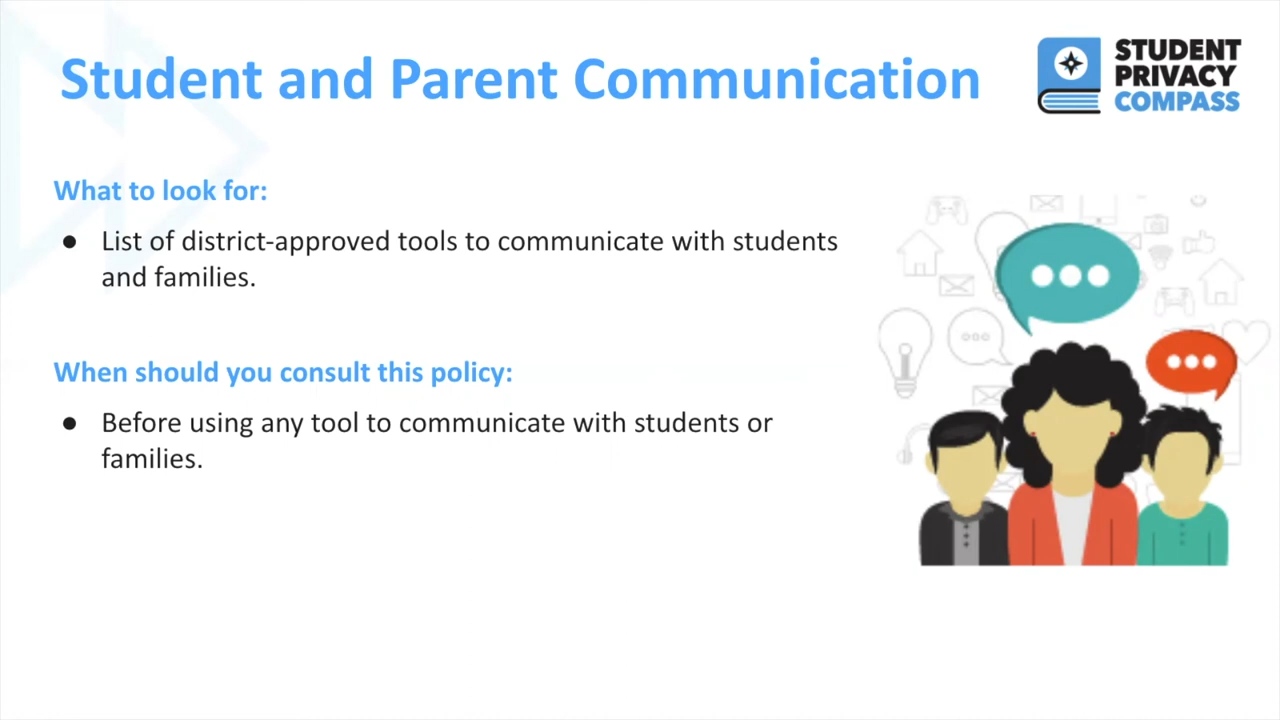 Student and Parent Communication
STUDENT
PRIVACY
COMPASS
What to look for:
● List of district-approved tools to communicate with students
and families.
When should you consult this policy:
● Before using any tool to communicate with students or
families.